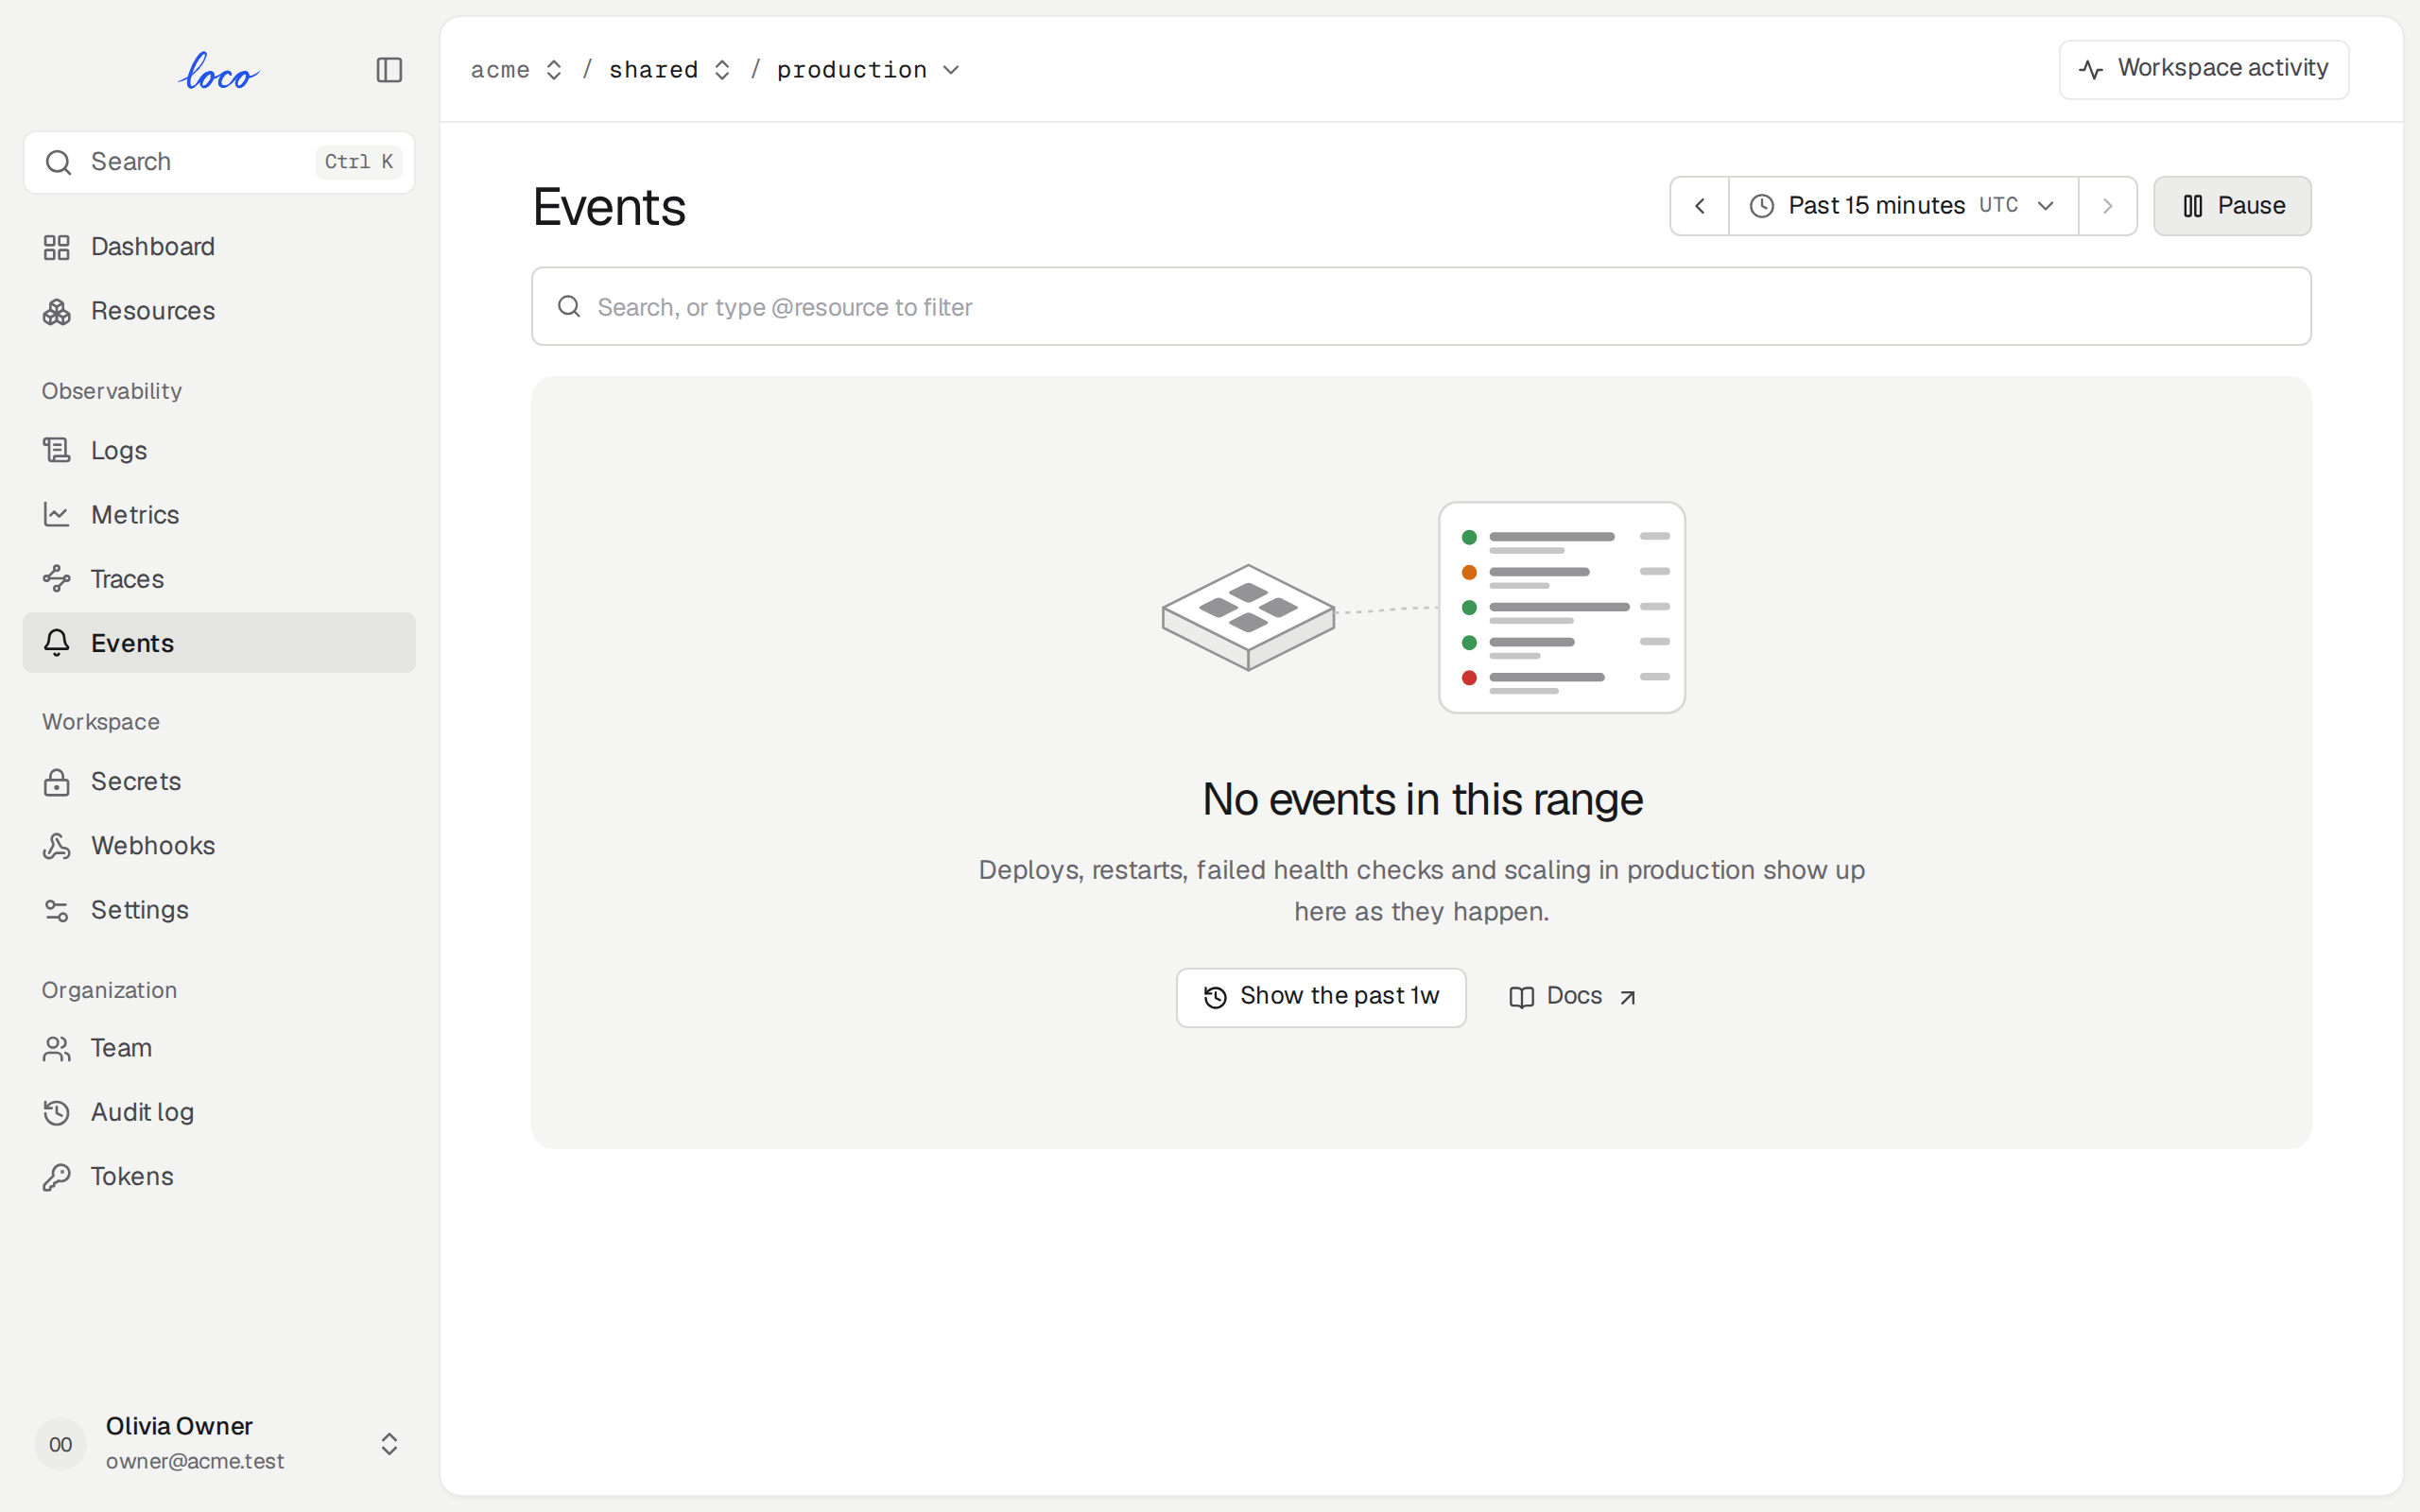 loco
Search Ctrl K
Dashboard
Resources
Observability
Logs
Metrics
Traces
Events
Workspace
Secrets
Webhooks
Settings
Organization
Team
Audit log
Tokens
OO Olivia Owner
owner@acme.test
acme / shared / production
Workspace activity
Events
Past 15 minutes UTC
Pause
Search, or type @resource to filter
No events in this range
Deploys, restarts, failed health checks and scaling in production show up
here as they happen.
Show the past 1w
Docs